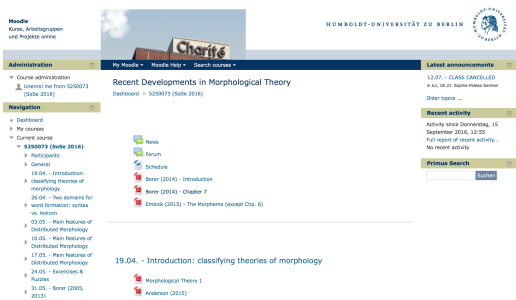 Moodle
Kurse, Arbeitsgruppen
und Projekte online
Charité
HUMBOLDT-UNIVERSITÄT ZU BERLIN
Administration
Course administration
Unenrol me from 5250073
(SoSe 2016)
Navigation
Dashboard
My courses
Current course
5250073 (SoSe 2016)
Participants
General
19.04. - Introduction:
classifying theories of
morphology
26.04. - Two domains for
word formation: syntax
vs. lexicon
03.05. - Main features of
Distributed Morphology
10.05. - Main features of
Distributed Morphology
17.05. - Main features of
Distributed Morphology
24.05. - Excercises &
Puzzles
31.05. - Borer (2005,
2013)
My Moodle Moodle Help Search courses
Recent Developments in Morphological Theory
Dashboard 5250073 (SoSe 2016)
News
Forum
Schedule
Borer (2014) - Introduction
Borer (2014) - Chapter 7
Embick (2015) - The Morpheme (except Chp. 6)
19.04. - Introduction: classifying theories of morphology
Morphological Theory 1
Anderson (2015)
Latest announcements
12.07. - CLASS CANCELLED
6 Jul, 18:21
Older topics ...
Recent activity
Activity since Donnerstag, 15
September 2016, 12:55
Full report of recent activity...
No recent activity
Primus Search
Suchen